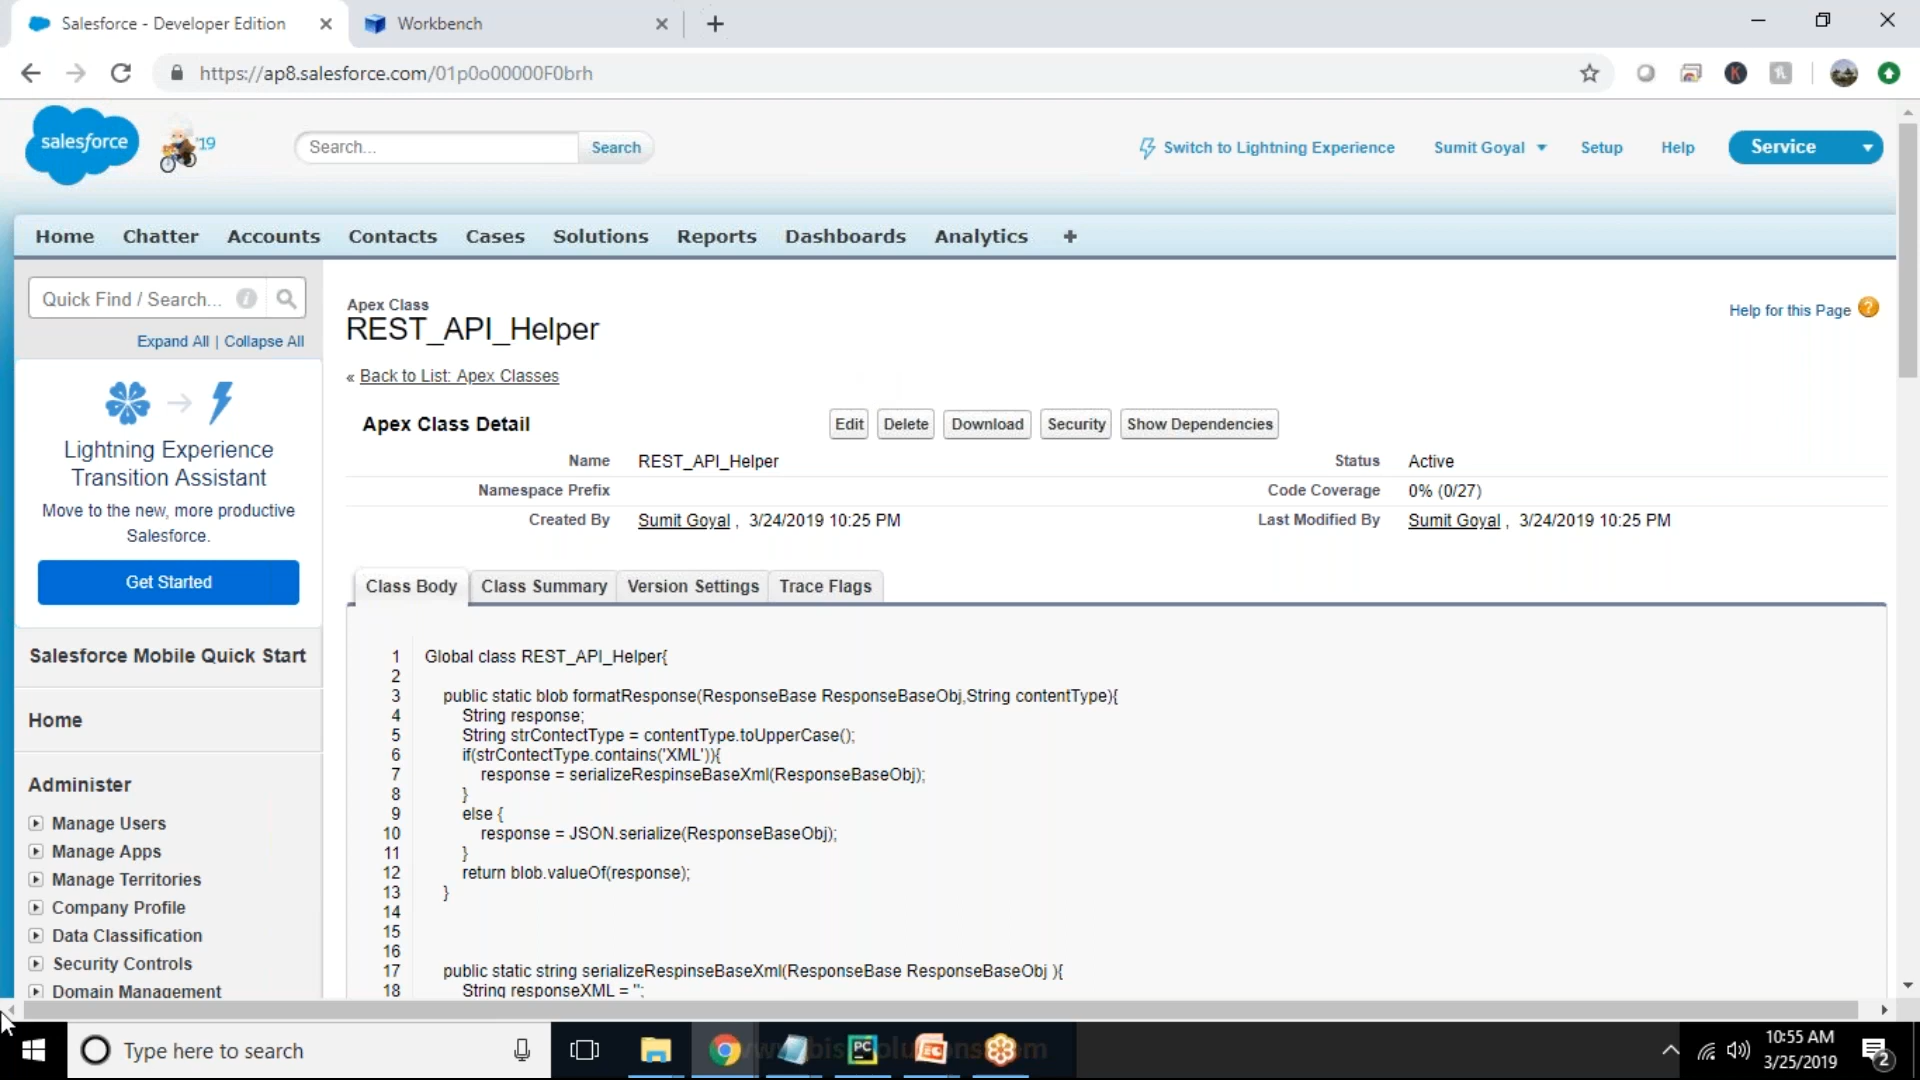 Salesforce - Developer Edition
Workbench
https://ap8.salesforce.com/01p0o00000F0brh
salesforce
'19
Search...
Search
Switch to Lightning Experience
Sumit Goyal
Setup
Help
Service
Home
Chatter
Accounts
Contacts
Cases
Solutions
Reports
Dashboards
Analytics
+
Quick Find / Search...
Expand All | Collapse All
Lightning Experience
Transition Assistant
Move to the new, more productive
Salesforce.
Get Started
Salesforce Mobile Quick Start
Home
Administer
Manage Users
Manage Apps
Manage Territories
Company Profile
Data Classification
Security Controls
Domain Management
Apex Class
REST_API_Helper
Help for this Page
« Back to List: Apex Classes
Apex Class Detail
Edit
Delete
Download
Security
Show Dependencies
Name REST_API_Helper
Status Active
Namespace Prefix
Code Coverage 0% (0/27)
Created By Sumit Goyal , 3/24/2019 10:25 PM
Last Modified By Sumit Goyal , 3/24/2019 10:25 PM
Class Body
Class Summary
Version Settings
Trace Flags
1 Global class REST_API_Helper{
2
3 public static blob formatResponse(ResponseBase ResponseBaseObj,String contentType){
4 String response;
5 String strContectType = contentType.toUpperCase();
6 if(strContectType.contains('XML')){
7 response = serializeRespinseBaseXml(ResponseBaseObj);
8 }
9 else {
10 response = JSON.serialize(ResponseBaseObj);
11 }
12 return blob.valueOf(response);
13 }
14
15
16
17 public static string serializeRespinseBaseXml(ResponseBase ResponseBaseObj ){
18 String responseXML = '';
Type here to search
PC
10:55 AM
3/25/2019
2